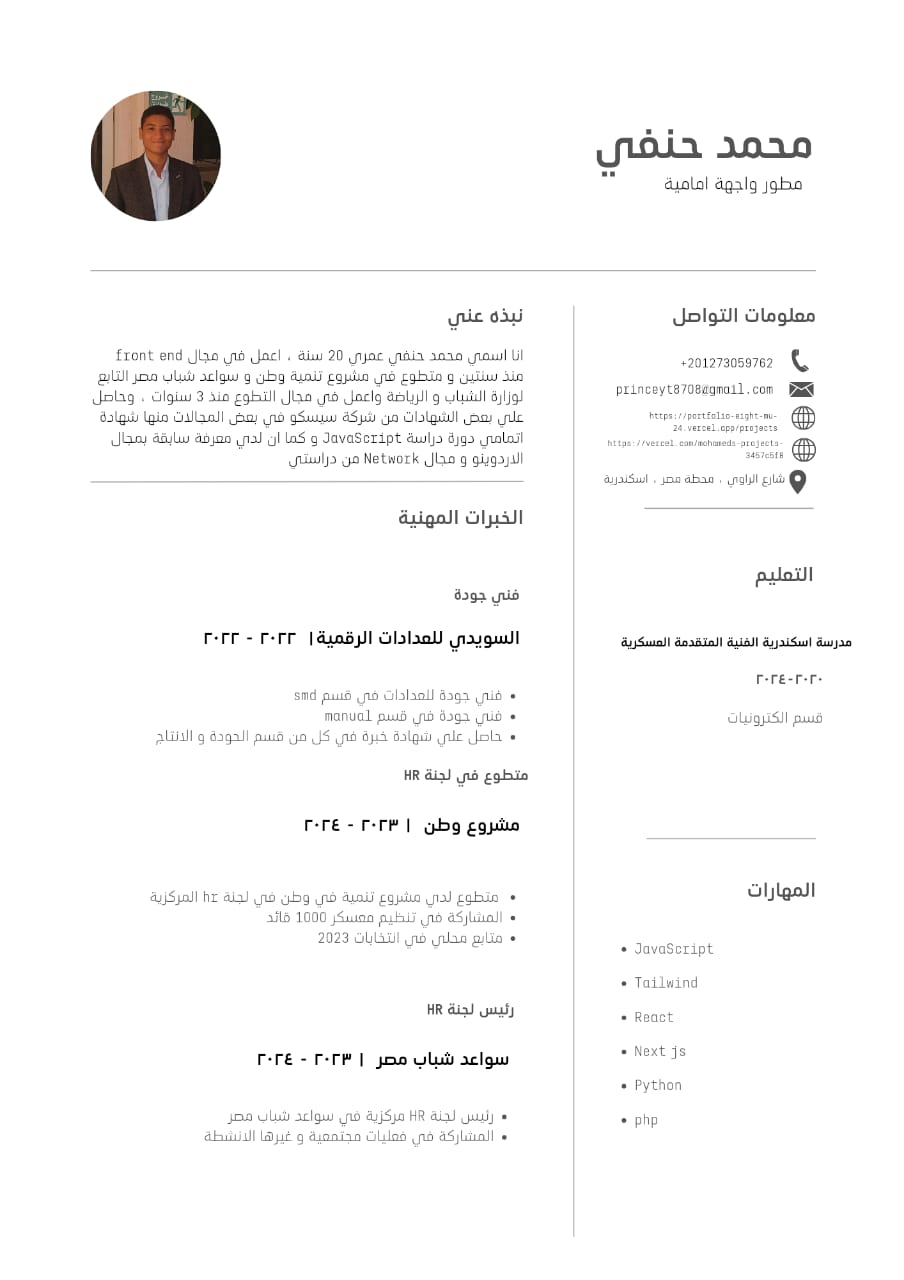 محمد حنفي
مطور واجهة امامية
معلومات التواصل
+201273059762
princeyt8708@gmail.com
https://portfolio-eight-mu-
24.vercel.app/projects
https://vercel.com/mohameds-projects-
3457c5f8
شارع الراوي ، محطة مصر ، اسكندرية
التعليم
مدرسة اسكندرية الفنية المتقدمة العسكرية
٢٠٢٠-٢٠٢٤
قسم الكترونيات
المهارات
JavaScript
Tailwind
React
Next js
Python
php
نبذه عني
انا اسمي محمد حنفي عمري 20 سنة ، اعمل في مجال front end
منذ سنتين و متطوع في مشروع تنمية وطن و سواعد شباب مصر التابع
لوزارة الشباب و الرياضة واعمل في مجال التطوع منذ 3 سنوات ، وحاصل
علي بعض الشهادات من شركة سيسكو في بعض المجالات منها شهادة
اتمامي دورة دراسة JavaScript و كما ان لدي معرفة سابقة بمجال
الاردوينو و مجال Network من دراستي
الخبرات المهنية
فني جودة
السويدي للعدادات الرقمية| ٢٠٢٢ - ٢٠٢٢
فني جودة للعدادات في قسم smd
فني جودة في قسم manual
حاصل علي شهادة خبرة في كل من قسم الجودة و الانتاج
متطوع في لجنة HR
مشروع وطن | ٢٠٢٣ - ٢٠٢٤
متطوع لدي مشروع تنمية في وطن في لجنة hr المركزية
المشاركة في تنظيم معسكر 1000 قائد
متابع محلي في انتخابات 2023
رئيس لجنة HR
سواعد شباب مصر | ٢٠٢٣ - ٢٠٢٤
رئيس لجنة HR مركزية في سواعد شباب مصر
المشاركة في فعليات مجتمعية و غيرها الانشطة